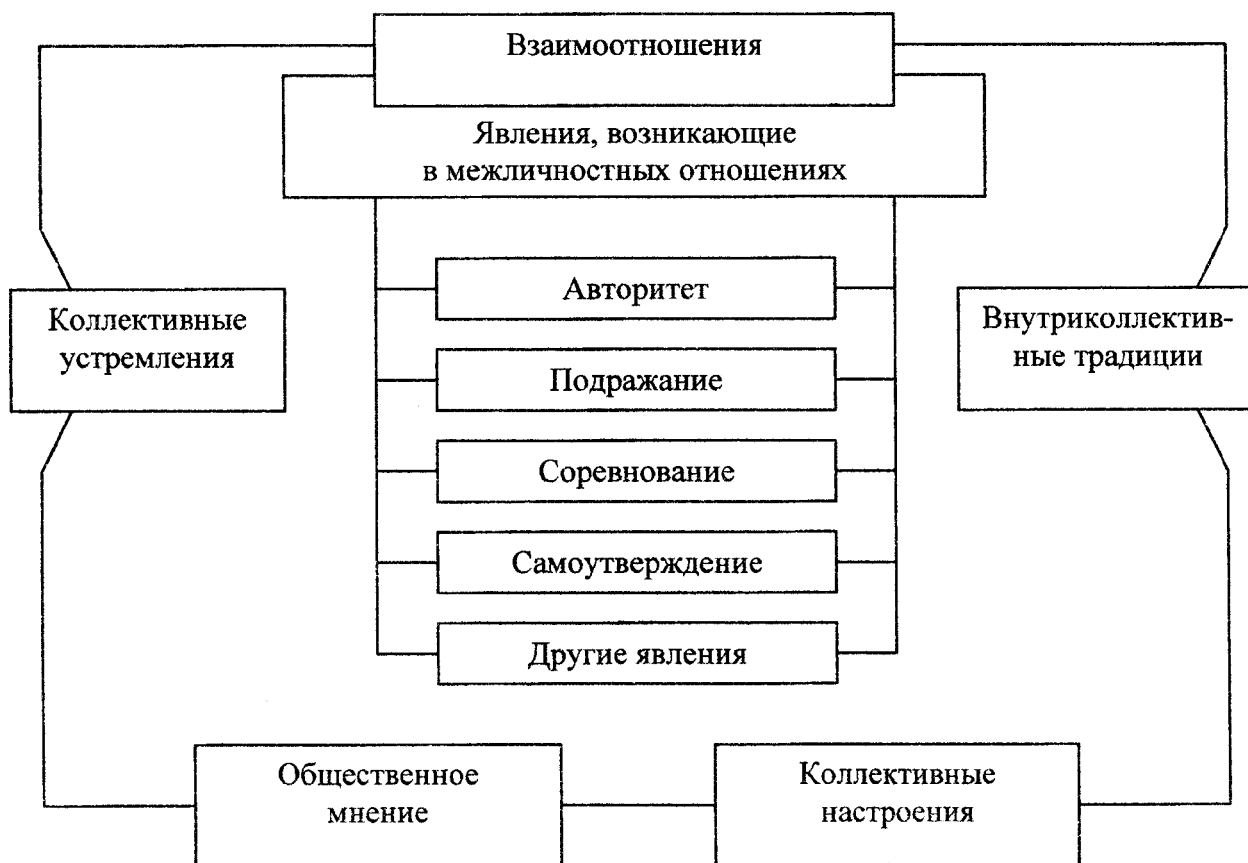 Взаимоотношения
Явления, возникающие
в межличностных отношениях
Авторитет
Коллективные
устремления
Внутриколлектив-
ные традиции
Подражание
Соревнование
Самоутверждение
Другие явления
Общественное
мнение
Коллективные
настроения